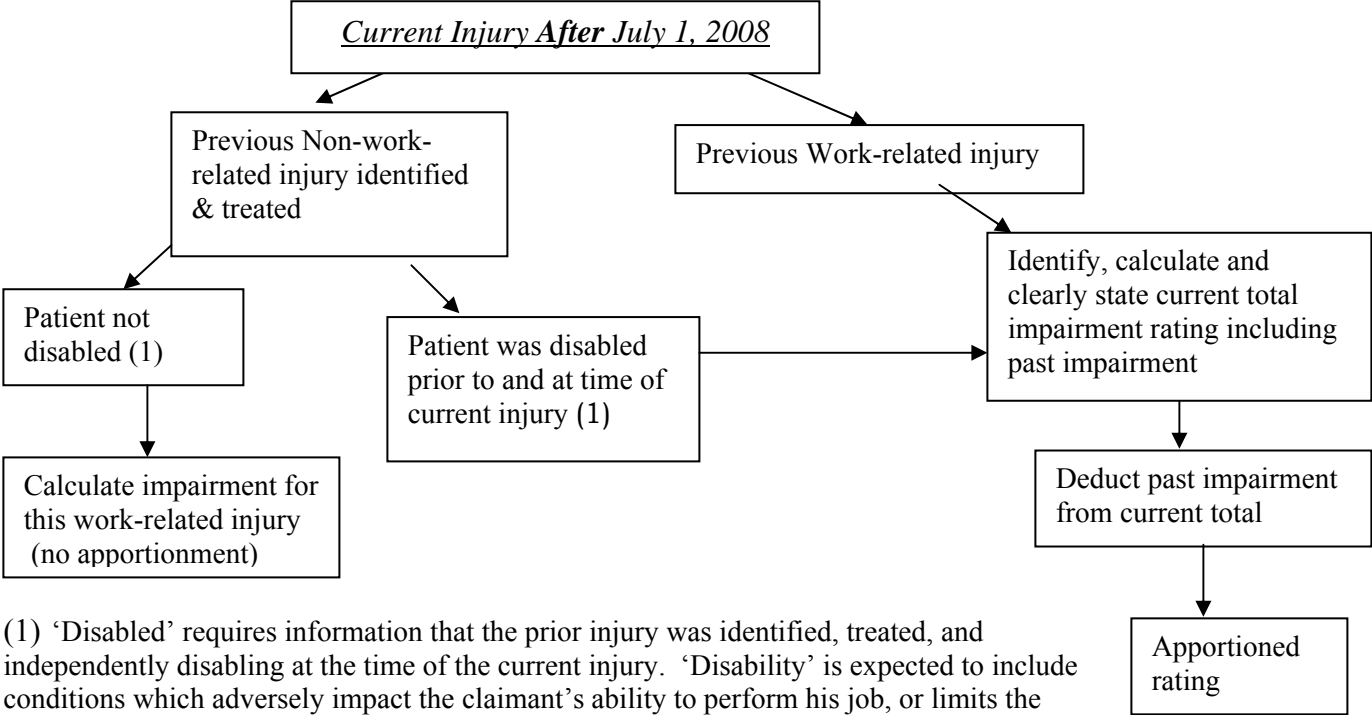 Current Injury After July 1, 2008
Previous Non-work-
related injury identified
& treated
Previous Work-related injury
Patient not
disabled (1)
Patient was disabled
prior to and at time of
current injury (1)
Identify, calculate and
clearly state current total
impairment rating including
past impairment
Calculate impairment for
this work-related injury
(no apportionment)
Deduct past impairment
from current total
Apportioned
rating
(1) ‘Disabled’ requires information that the prior injury was identified, treated, and
independently disabling at the time of the current injury. ‘Disability’ is expected to include
conditions which adversely impact the claimant’s ability to perform his job, or limits the